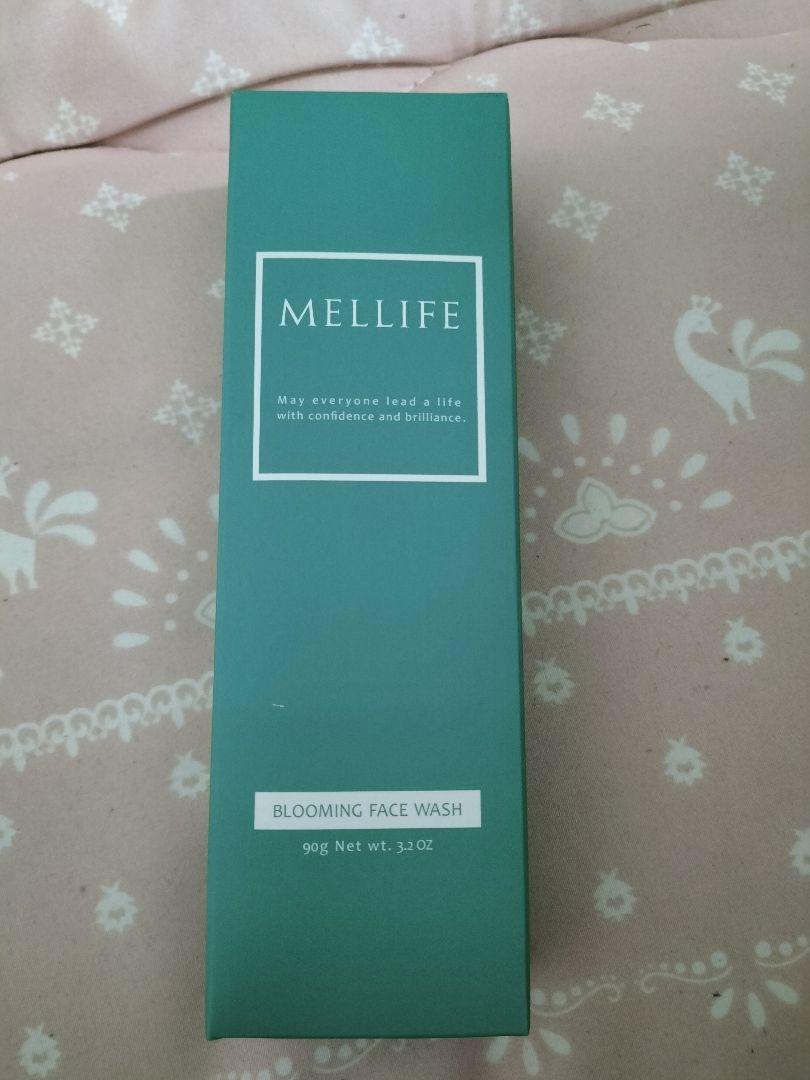 MELLIFE
May everyone lead a life
with confidence and brilliance.
BLOOMING FACE WASH
90g Net wt. 3.2 OZ